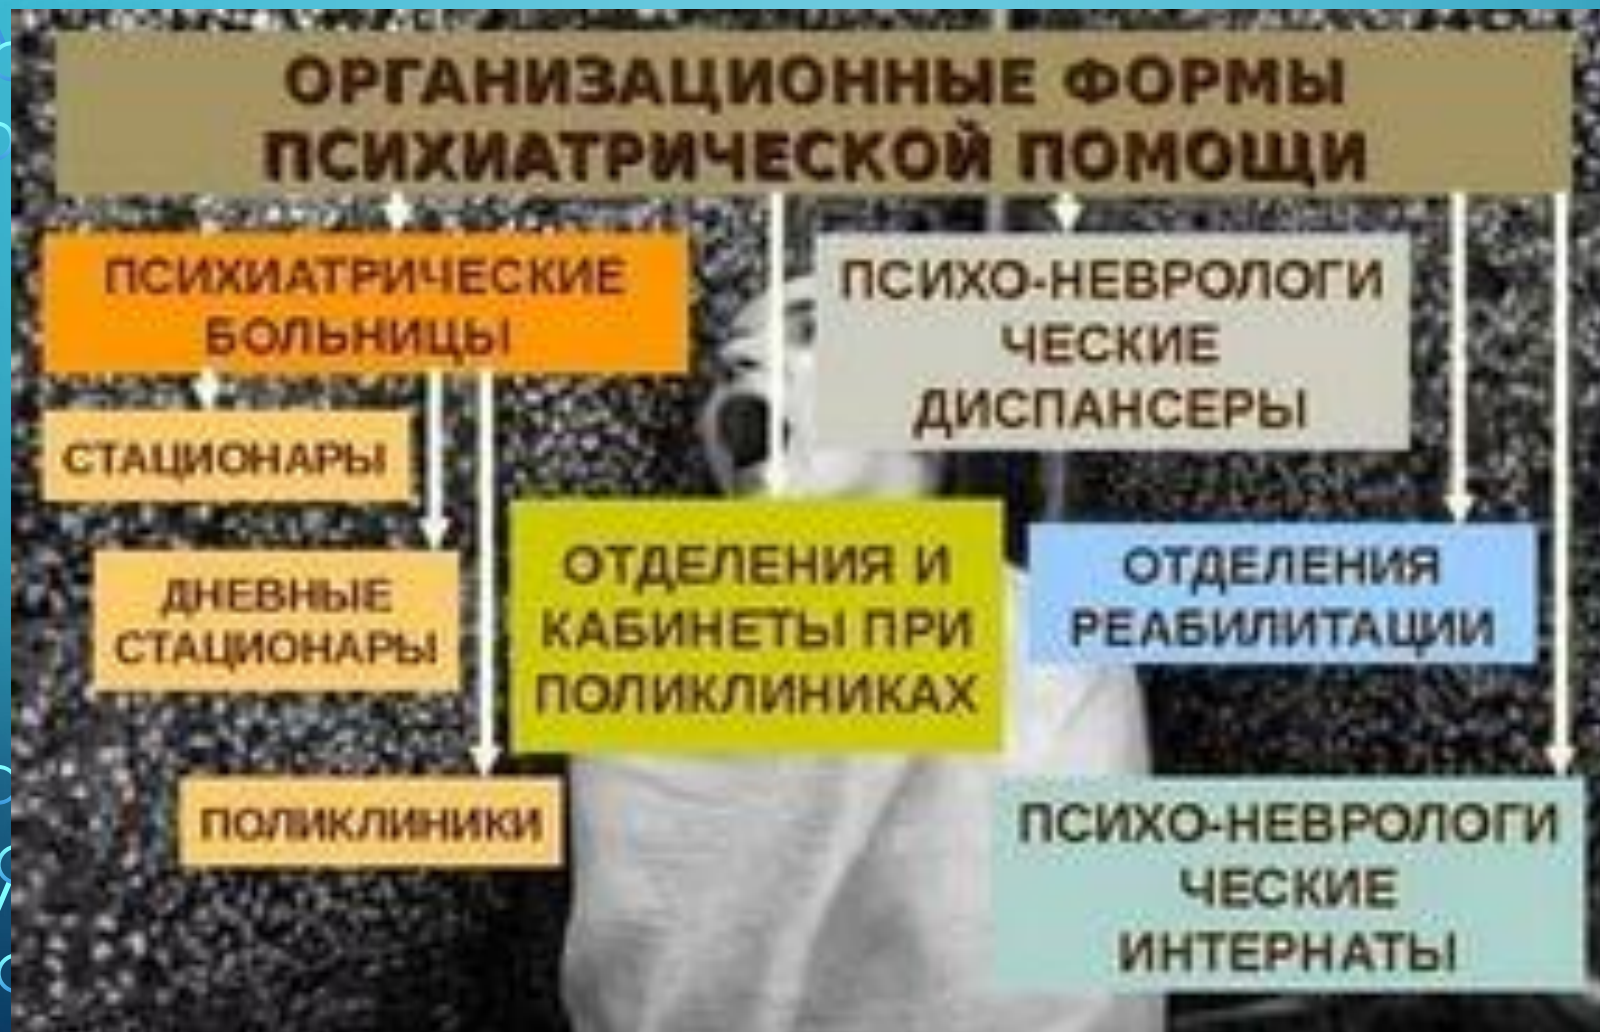 ОРГАНИЗАЦИОННЫЕ ФОРМЫ
ПСИХИАТРИЧЕСКОЙ ПОМОЩИ
ПСИХИАТРИЧЕСКИЕ
БОЛЬНИЦЫ
ПСИХО-НЕВРОЛОГИ
ЧЕСКИЕ
ДИСПАНСЕРЫ
СТАЦИОНАРЫ
ДНЕВНЫЕ
СТАЦИОНАРЫ
ОТДЕЛЕНИЯ И
КАБИНЕТЫ ПРИ
ПОЛИКЛИНИКАХ
ОТДЕЛЕНИЯ
РЕАБИЛИТАЦИИ
ПОЛИКЛИНИКИ
ПСИХО-НЕВРОЛОГИ
ЧЕСКИЕ
ИНТЕРНАТЫ